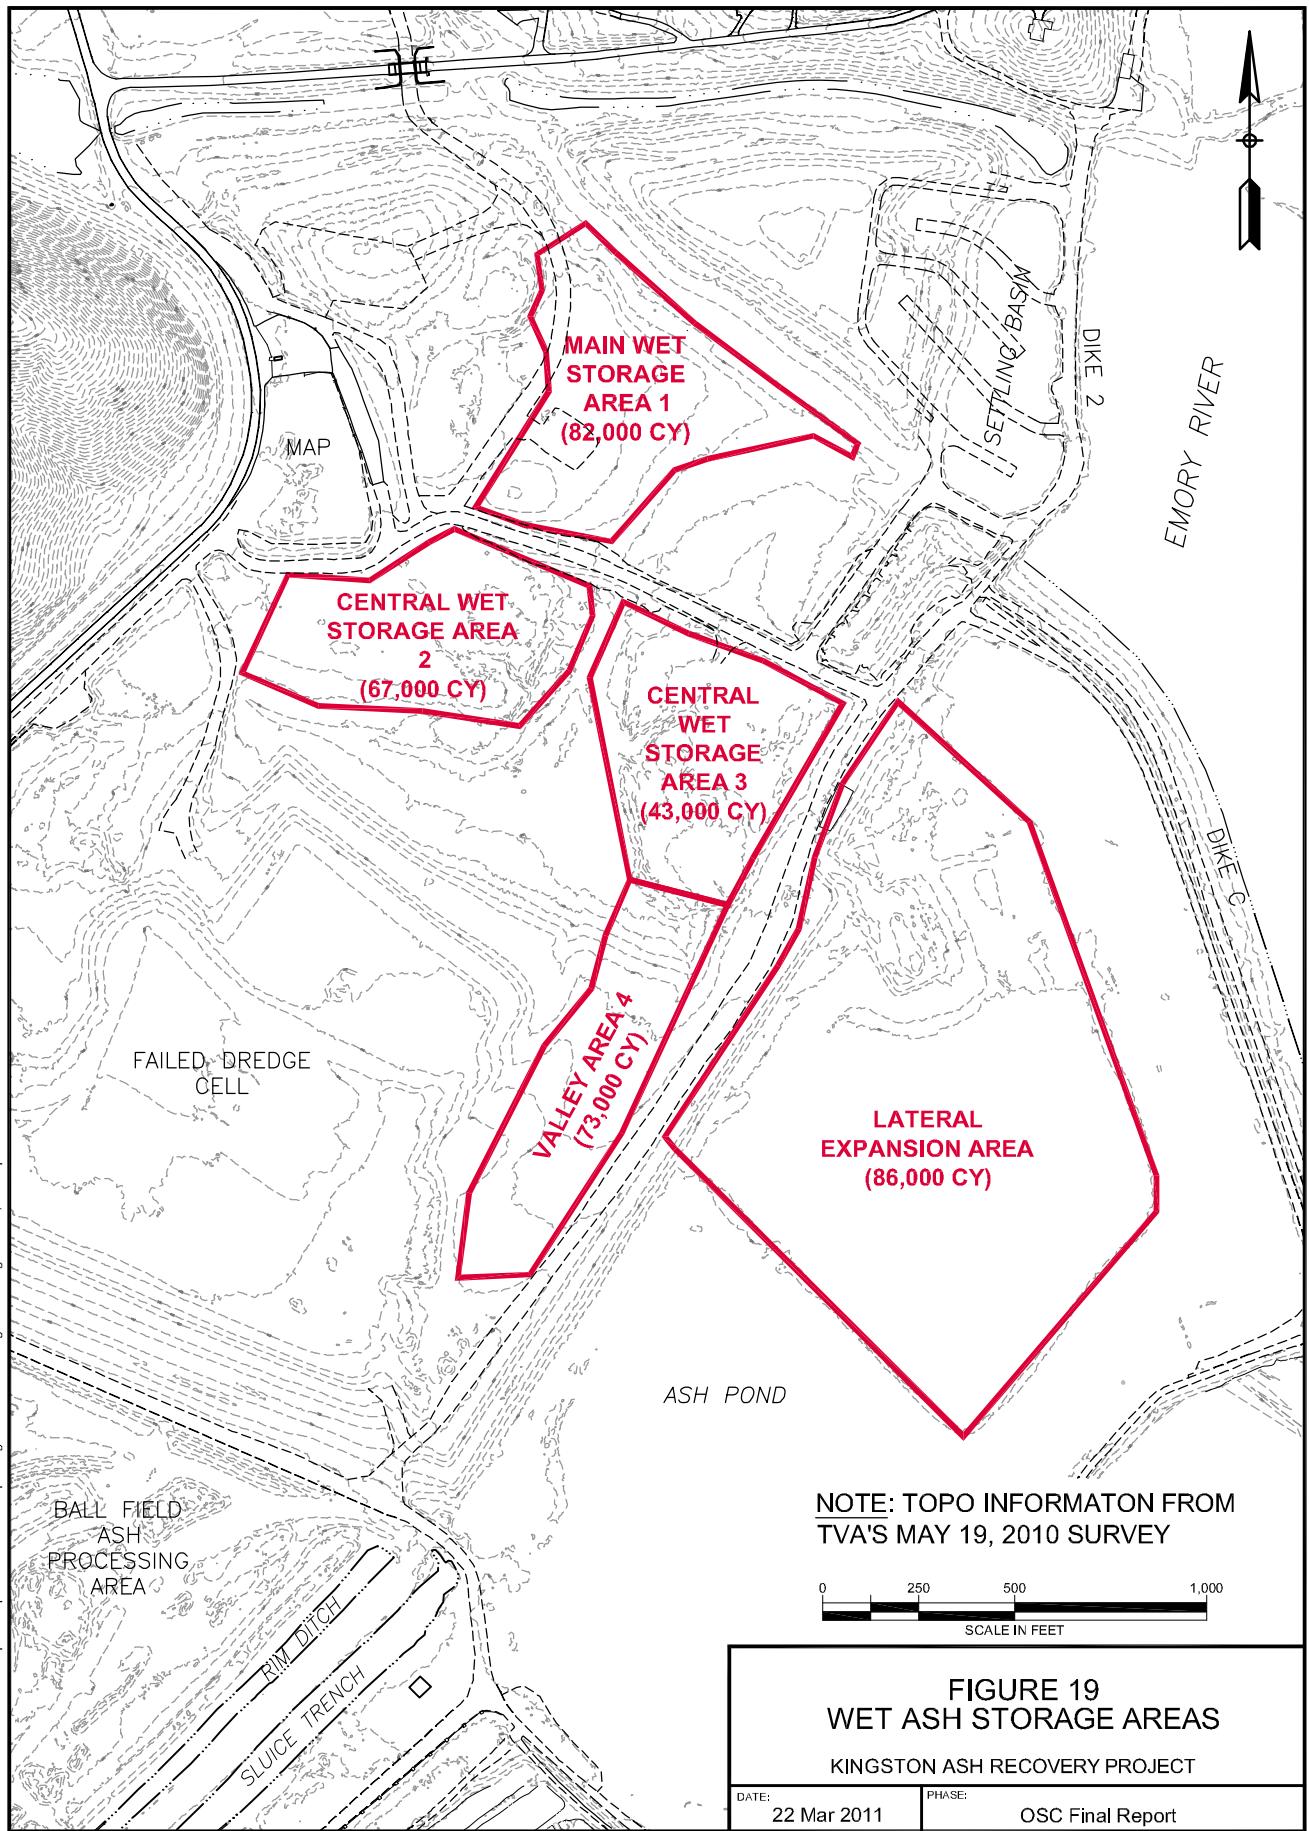 MAIN WET
STORAGE
AREA 1
(82,000 CY)
SETTLING BASIN
DIKE 2
EMORY RIVER
MAP
CENTRAL WET
STORAGE AREA
2
(67,000 CY)
CENTRAL
WET
STORAGE
AREA 3
(43,000 CY)
DIKE C
VALLEY AREA 4
(73,000 CY)
FAILED DREDGE
CELL
LATERAL
EXPANSION AREA
(86,000 CY)
ASH POND
BALL FIELD
ASH
PROCESSING
AREA
RIM DITCH
SLUICE TRENCH
NOTE: TOPO INFORMATON FROM
TVA'S MAY 19, 2010 SURVEY
0 250 500 1,000
SCALE IN FEET
FIGURE 19
WET ASH STORAGE AREAS
KINGSTON ASH RECOVERY PROJECT
DATE:
22 Mar 2011
PHASE:
OSC Final Report